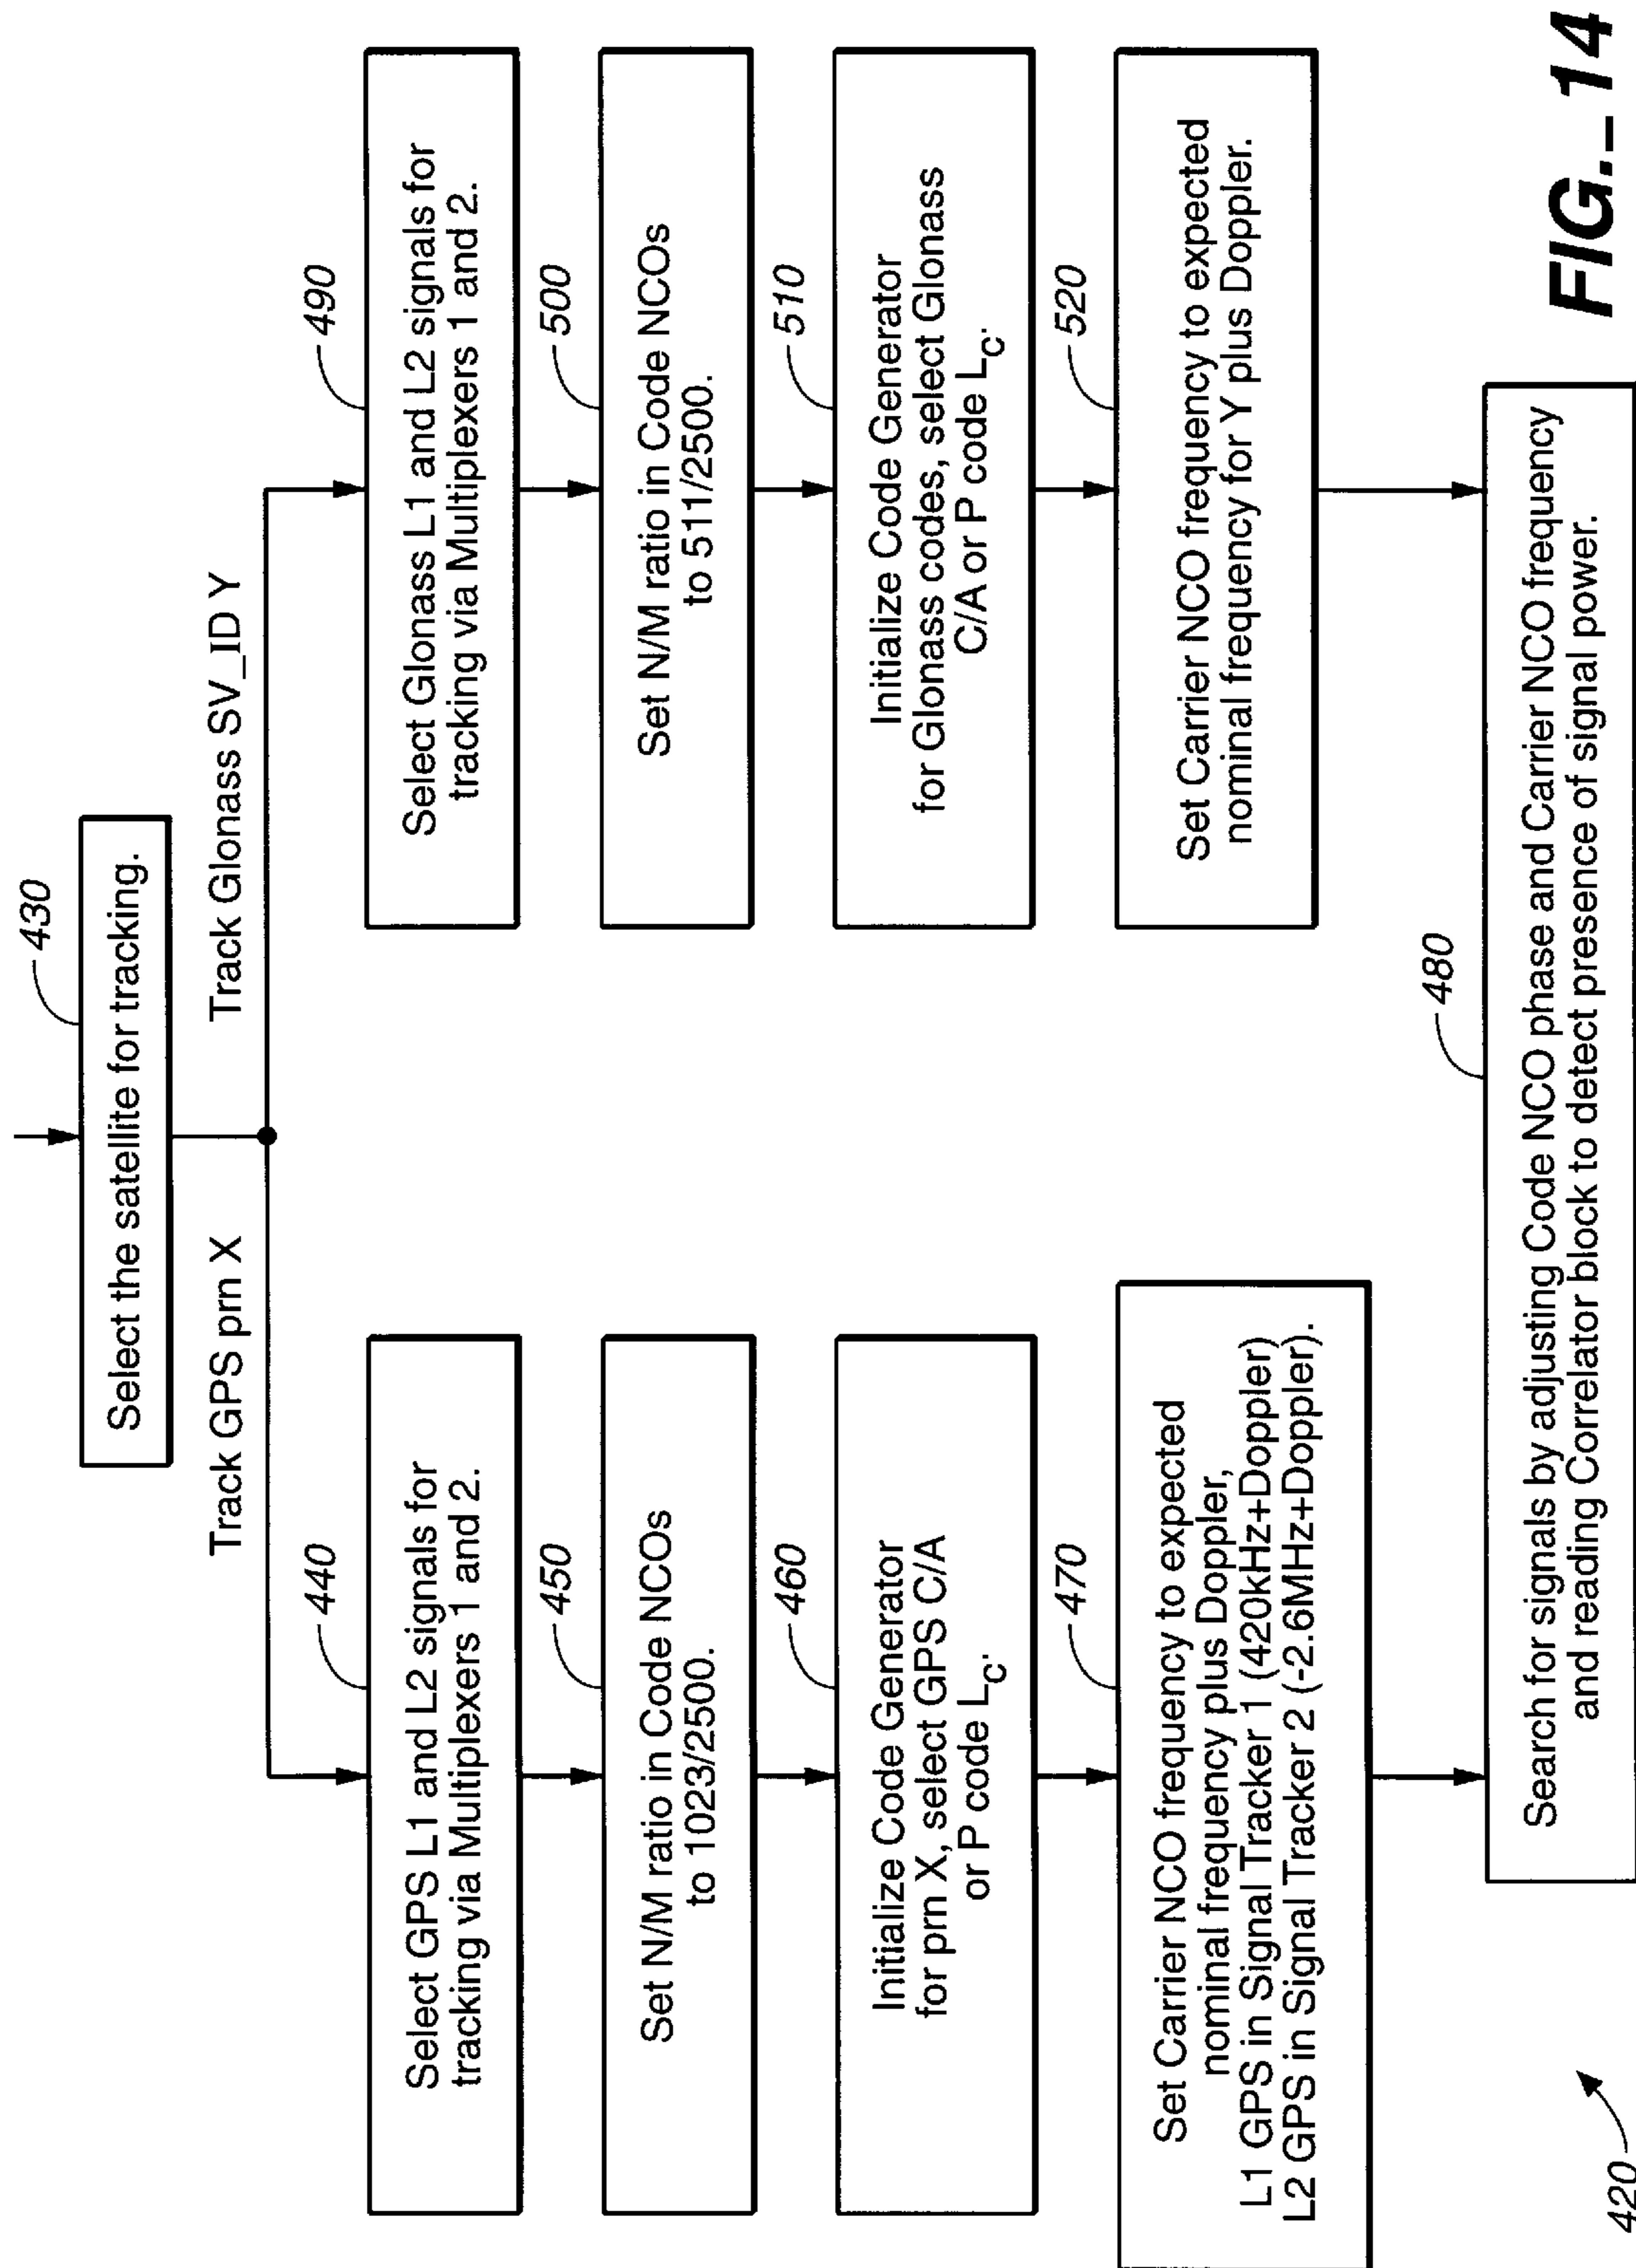 430
Select the satellite for tracking.
Track GPS prn X
Track Glonass SV_ID Y
440
Select GPS L1 and L2 signals for
tracking via Multiplexers 1 and 2.
450
Set N/M ratio in Code NCOs
to 1023/2500.
460
Initialize Code Generator
for prn X, select GPS C/A
or P code LC.
470
Set Carrier NCO frequency to expected
nominal frequency plus Doppler,
L1 GPS in Signal Tracker 1 (420kHz+Doppler)
L2 GPS in Signal Tracker 2 (-2.6MHz+Doppler).
490
Select Glonass L1 and L2 signals for
tracking via Multiplexers 1 and 2.
500
Set N/M ratio in Code NCOs
to 511/2500.
510
Initialize Code Generator
for Glonass codes, select Glonass
C/A or P code LC.
520
Set Carrier NCO frequency to expected
nominal frequency for Y plus Doppler.
480
Search for signals by adjusting Code NCO phase and Carrier NCO frequency
and reading Correlator block to detect presence of signal power.
420
FIG._14